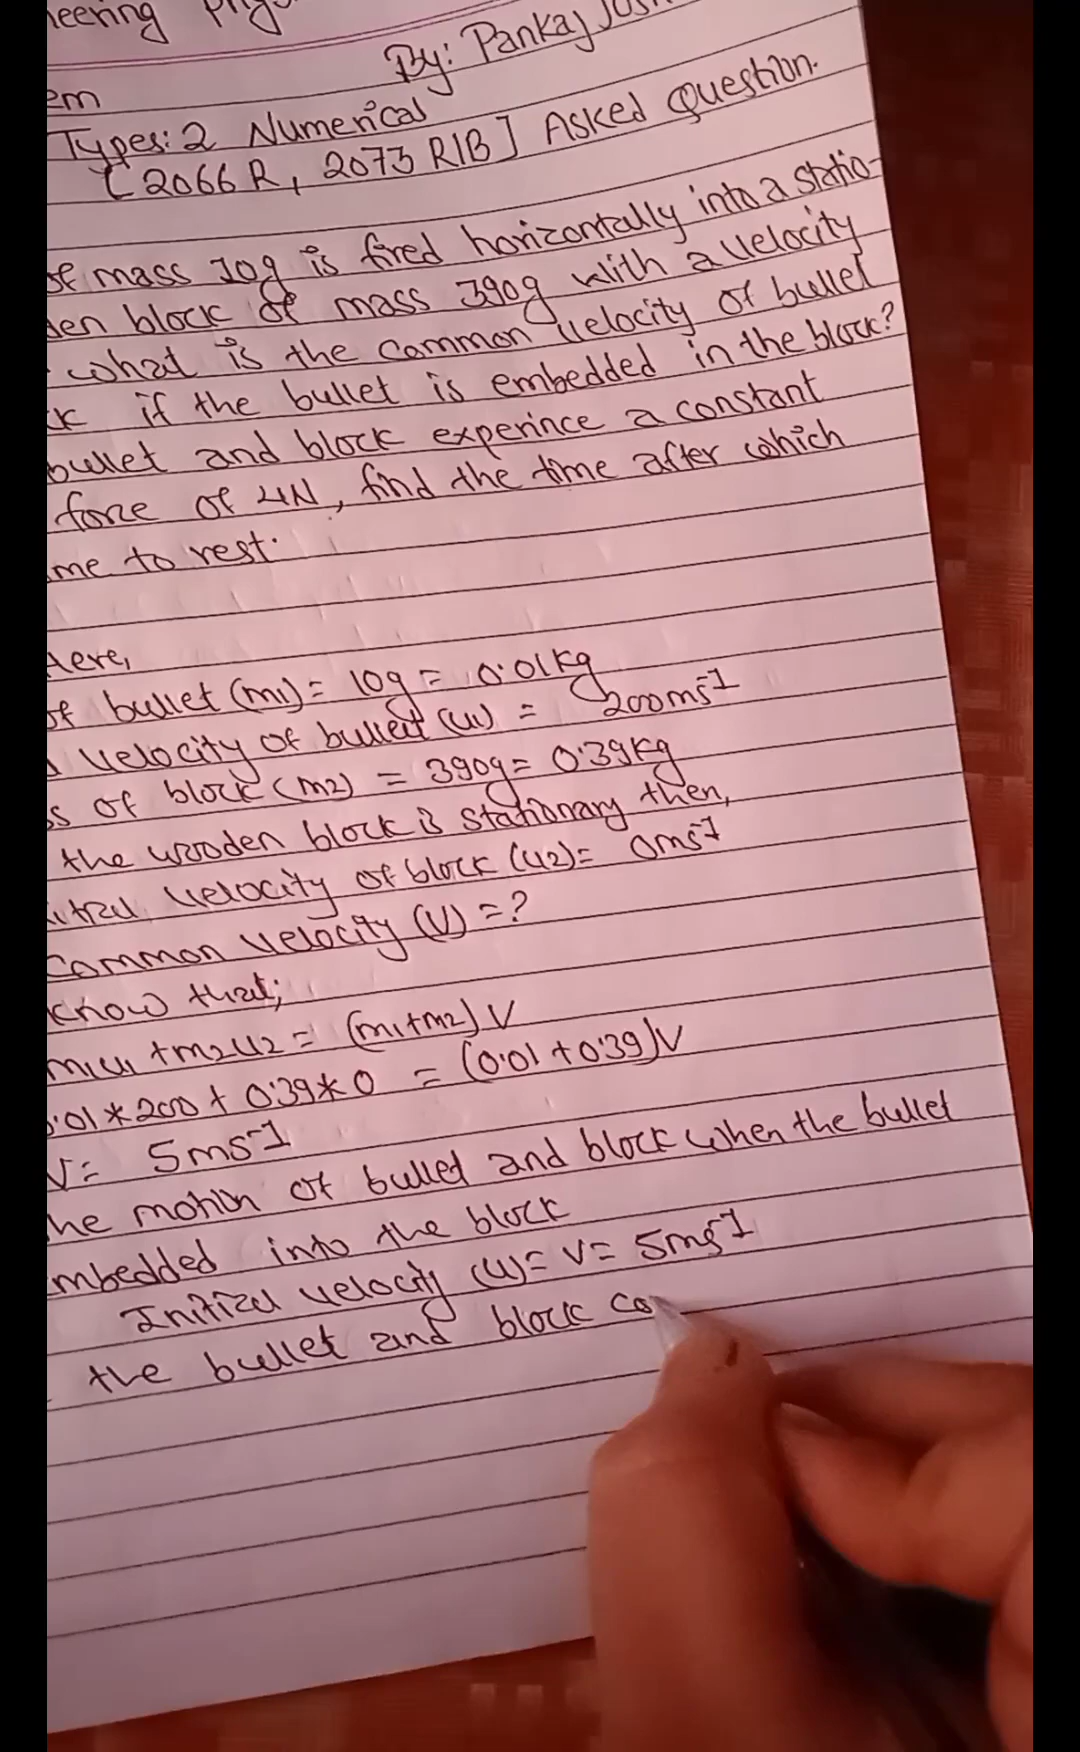 neering
By: Pankaj
em
Types: 2 Numerical
[2066 R, 2073 R/B] Asked Question.
of mass 10g is fired horizontally into a statio-
den block of mass 390g with a velocity
what is the common velocity of bullet
k if the bullet is embedded in the block?
bullet and block experince a constant
force of 4N, find the time after which
me to rest.
Here,
of bullet (m1) = 10g = 0.01kg
velocity of bullet (u1) = 200ms-1
ss of block (m2) = 390g = 0.39kg
the wooden block is stationary then,
itial velocity of block (u2) = 0ms-1
common velocity (V) = ?
know that;
m1u1 + m2u2 = (m1+m2) V
0.01 * 200 + 0.39 * 0 = (0.01 + 0.39)V
V = 5ms-1
he motion of bullet and block when the bullet
mbedded into the block
Initial velocity (u) = V = 5ms-1
the bullet and block co